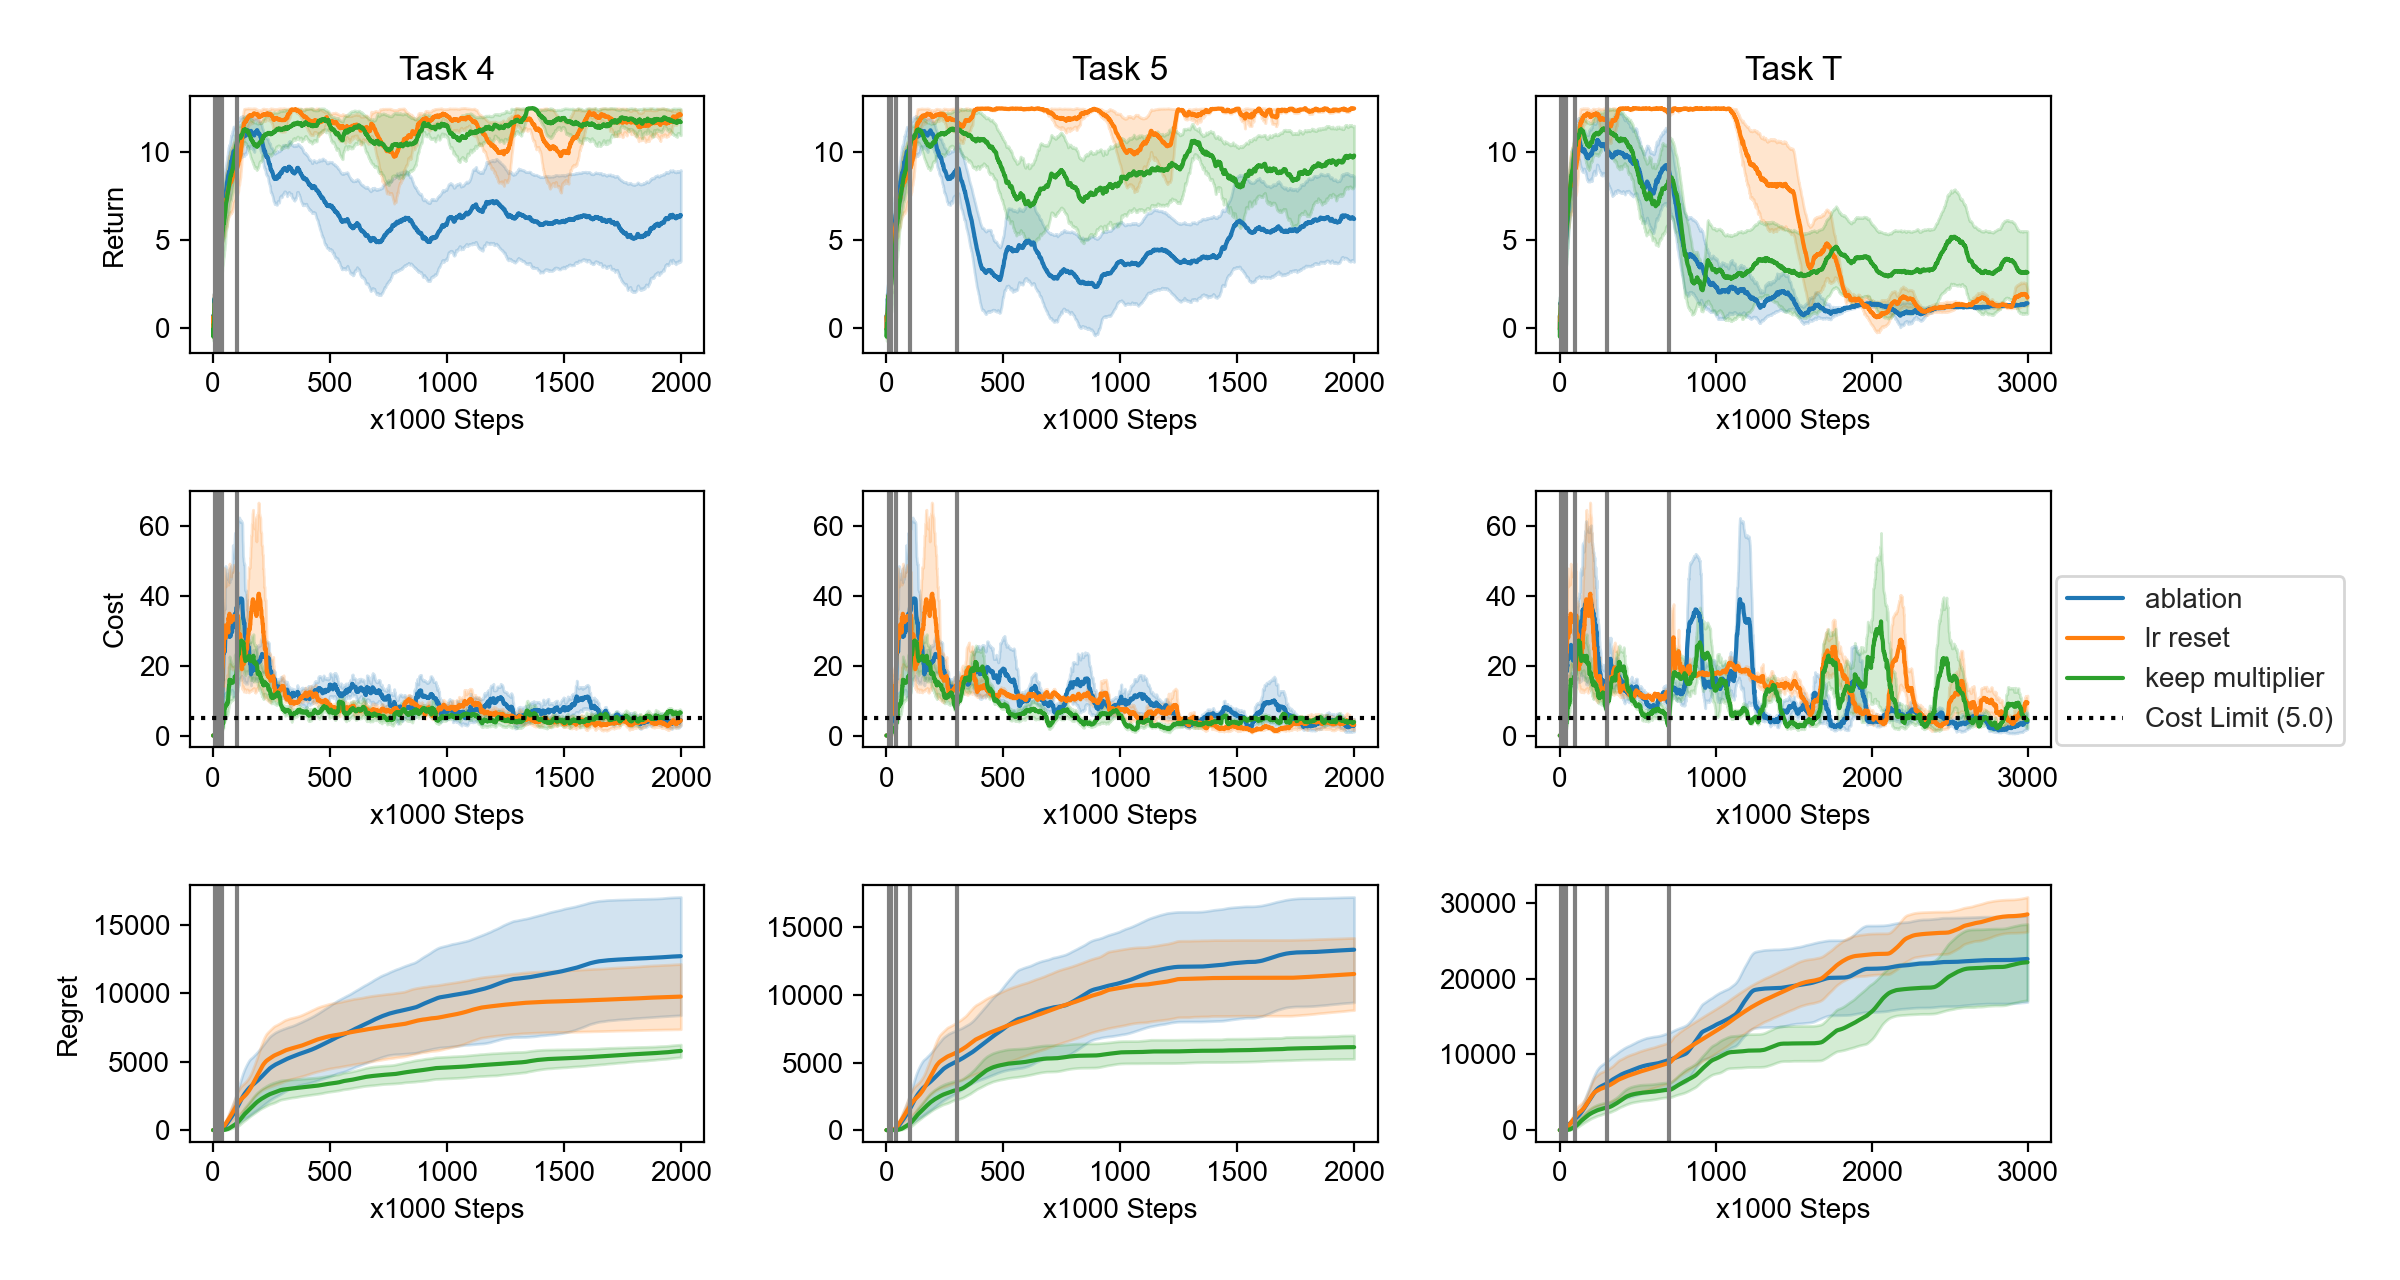 Task 4
Task 5
Task T
Return
10
5
0
0 500 1000 1500 2000
x1000 Steps
10
5
0
0 500 1000 1500 2000
x1000 Steps
10
5
0
0 1000 2000 3000
x1000 Steps
Cost
60
40
20
0
0 500 1000 1500 2000
x1000 Steps
60
40
20
0
0 500 1000 1500 2000
x1000 Steps
60
40
20
0
0 1000 2000 3000
x1000 Steps
ablation
lr reset
keep multiplier
Cost Limit (5.0)
Regret
15000
10000
5000
0
0 500 1000 1500 2000
x1000 Steps
15000
10000
5000
0
0 500 1000 1500 2000
x1000 Steps
30000
20000
10000
0
0 1000 2000 3000
x1000 Steps